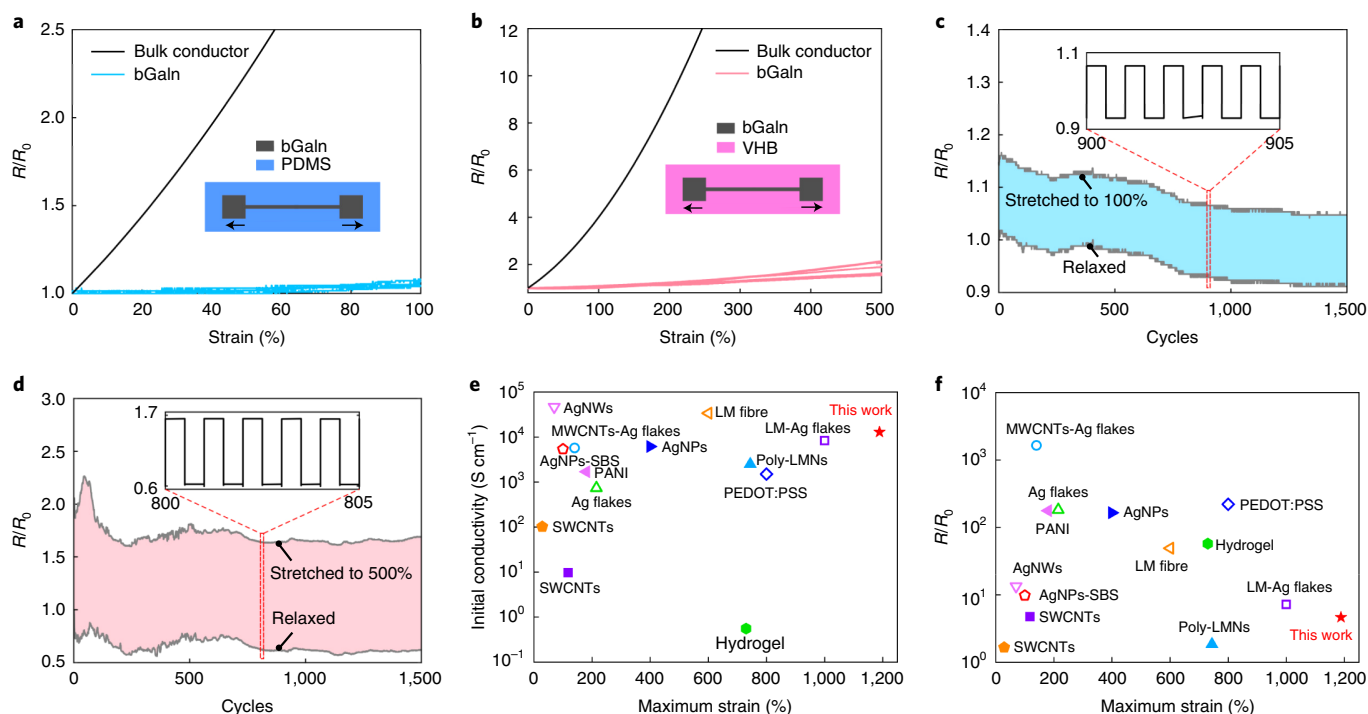 a
2.5
Bulk conductor
bGaln
2.0
R/R0
bGaln
PDMS
1.5
1.0
0 20 40 60 80 100
Strain (%)
b
12
Bulk conductor
bGaln
10
8
R/R0
bGaln
VHB
6
4
2
0 100 200 300 400 500
Strain (%)
c
1.4
1.1
0.9
900 905
1.3
1.2
R/R0
Stretched to 100%
1.1
1.0
Relaxed
0.9
0 500 1,000 1,500
Cycles
d
3.0
1.7
0.6
800 805
2.5
2.0
R/R0
1.5
Stretched to 500%
1.0
Relaxed
0.5
0 500 1,000 1,500
Cycles
e
10^5
10^4
10^3
10^2
10^1
10^0
10^−1
Initial conductivity (S cm−1)
AgNWs
LM fibre
This work
MWCNTs-Ag flakes
LM-Ag flakes
AgNPs
AgNPs-SBS
Poly-LMNs
PANI
PEDOT:PSS
Ag flakes
SWCNTs
SWCNTs
Hydrogel
0 200 400 600 800 1,000 1,200
Maximum strain (%)
f
10^4
10^3
10^2
10^1
10^0
R/R0
MWCNTs-Ag flakes
Ag flakes
PANI
AgNPs
PEDOT:PSS
Hydrogel
LM fibre
AgNWs
AgNPs-SBS
LM-Ag flakes
SWCNTs
This work
Poly-LMNs
SWCNTs
0 200 400 600 800 1,000 1,200
Maximum strain (%)